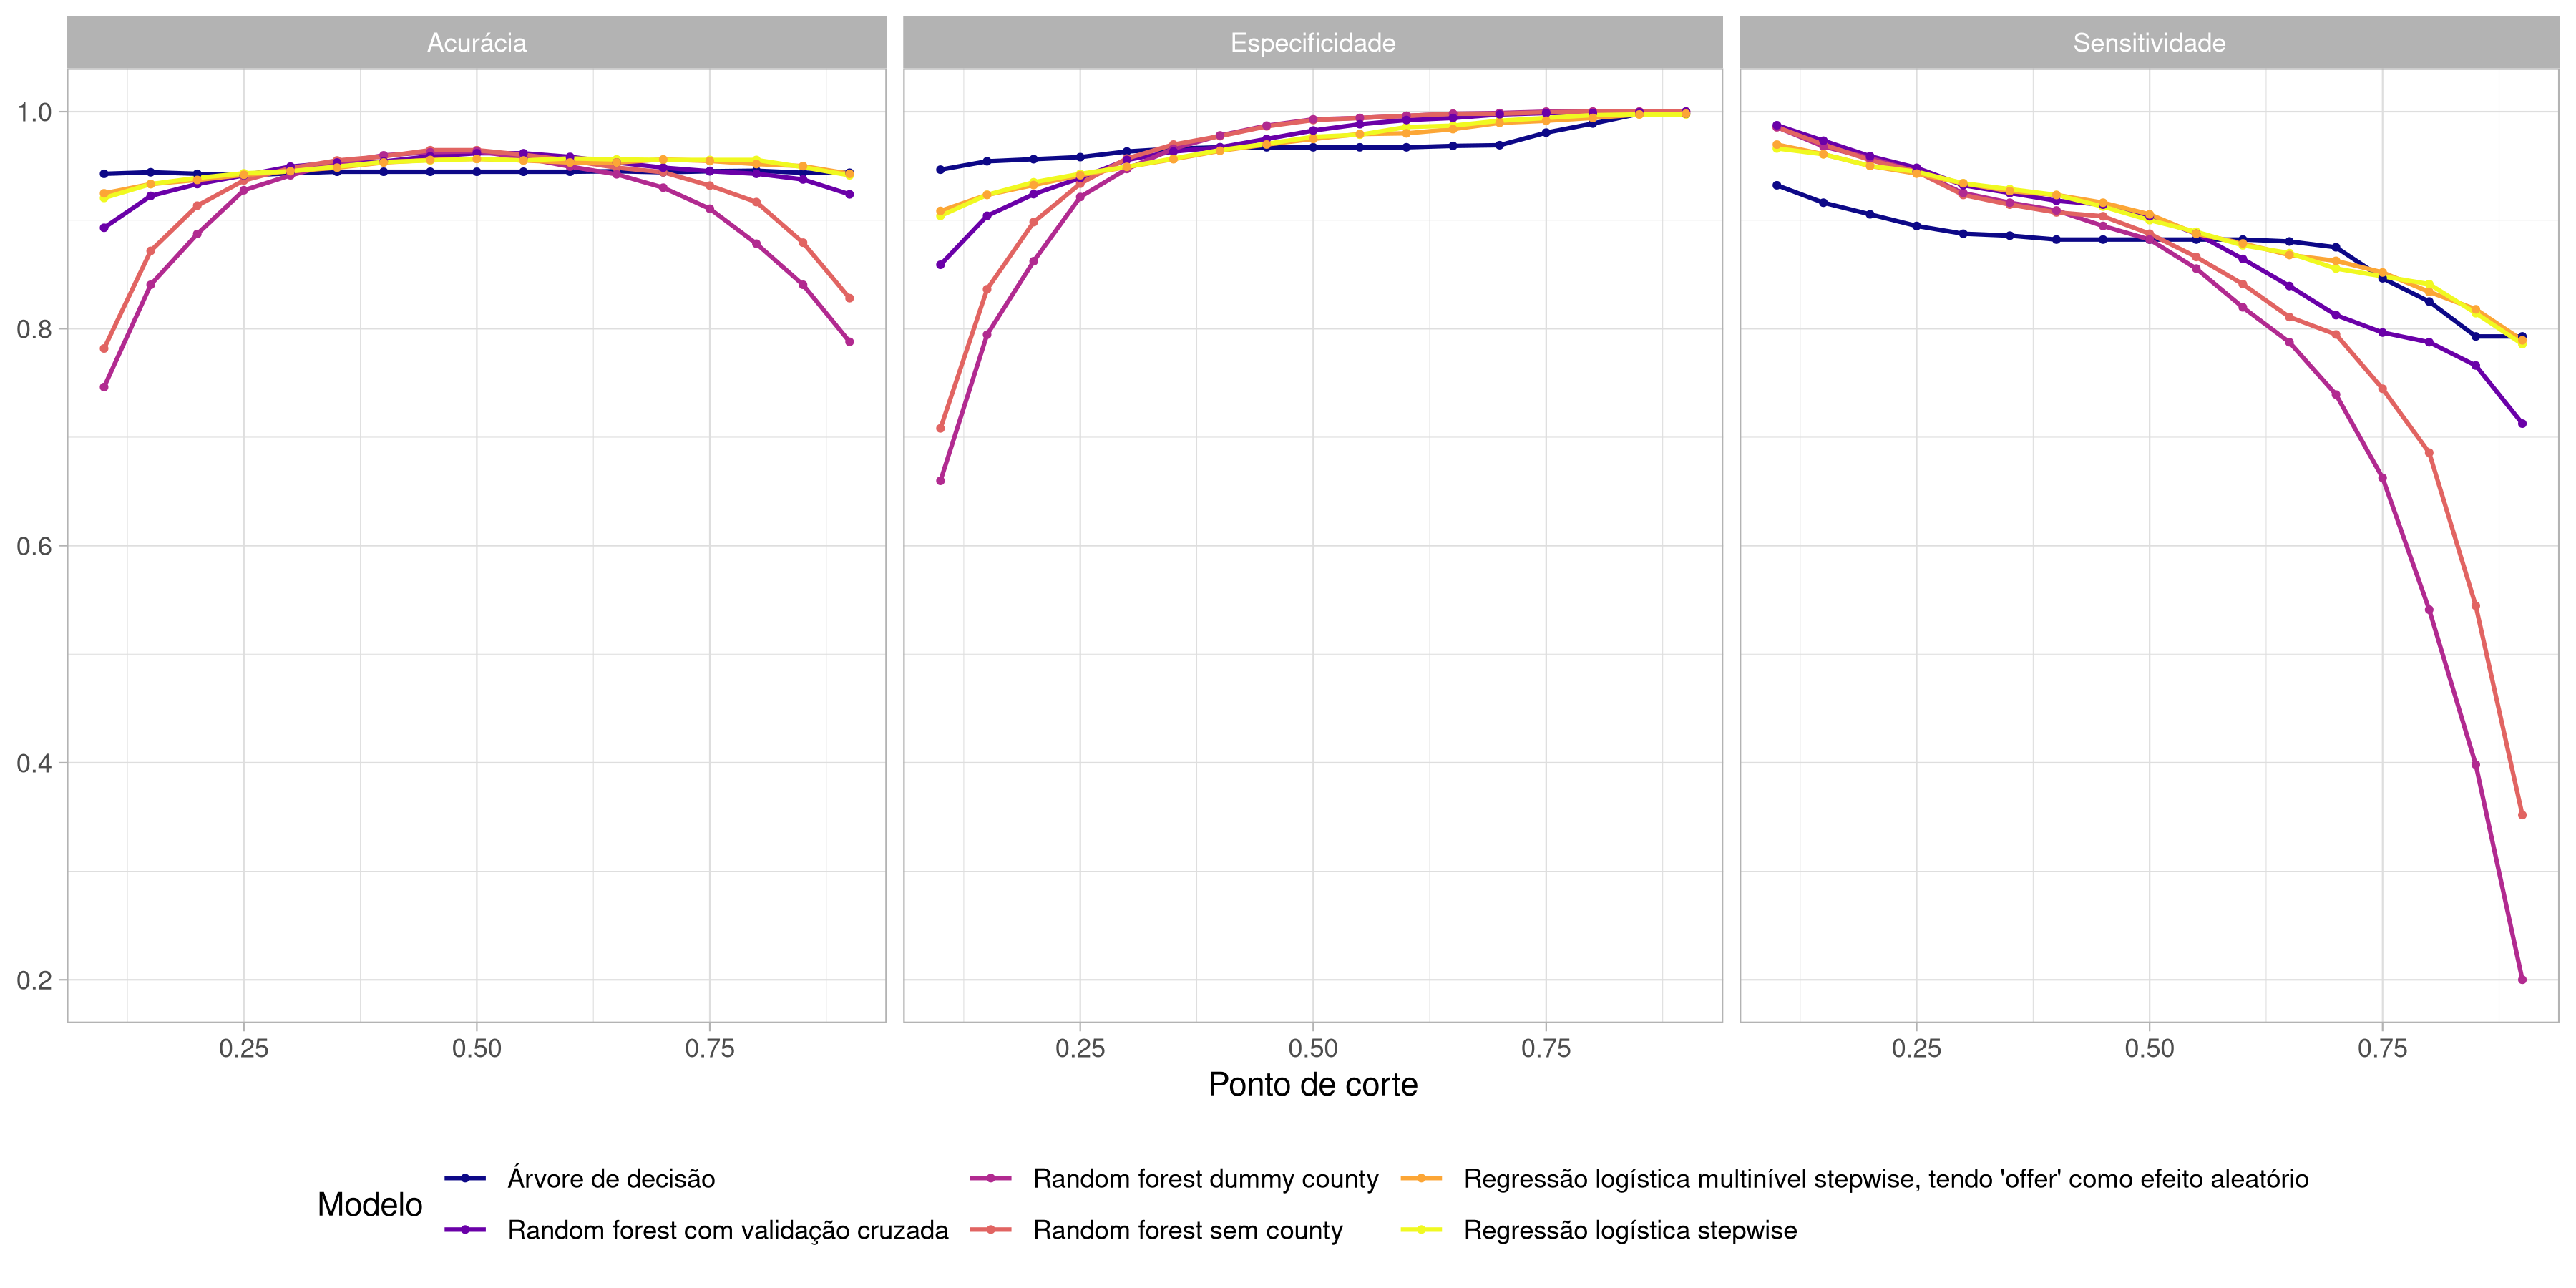 Acurácia Especificidade Sensitividade
1.0
0.8
0.6
0.4
0.2
0.25 0.50 0.75 0.25 0.50 0.75 0.25 0.50 0.75
Ponto de corte
Modelo
Árvore de decisão
Random forest com validação cruzada
Random forest dummy county
Random forest sem county
Regressão logística multinível stepwise, tendo 'offer' como efeito aleatório
Regressão logística stepwise